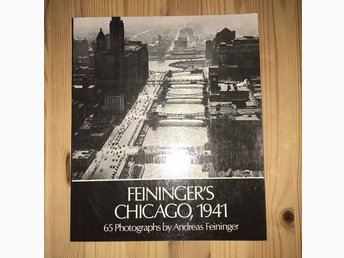 FEININGER'S
CHICAGO, 1941
65 Photographs by Andreas Feininger